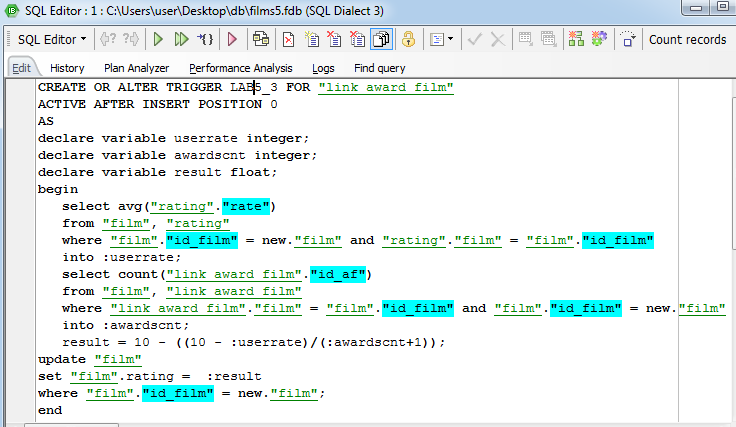 SQL Editor : 1 : C:\Users\user\Desktop\db\films5.fdb (SQL Dialect 3)
SQL Editor Count records
Edit History Plan Analyzer Performance Analysis Logs Find query
CREATE OR ALTER TRIGGER LAB5_3 FOR "link award film"
ACTIVE AFTER INSERT POSITION 0
AS
declare variable userrate integer;
declare variable awardscnt integer;
declare variable result float;
begin
select avg("rating"."rate")
from "film", "rating"
where "film"."id_film" = new."film" and "rating"."film" = "film"."id_film"
into :userrate;
select count("link award film"."id_af")
from "film", "link award film"
where "link award film"."film" = "film"."id_film" and "film"."id_film" = new."film"
into :awardscnt;
result = 10 - ((10 - :userrate)/(:awardscnt+1));
update "film"
set "film".rating =  :result
where "film"."id_film" = new."film";
end